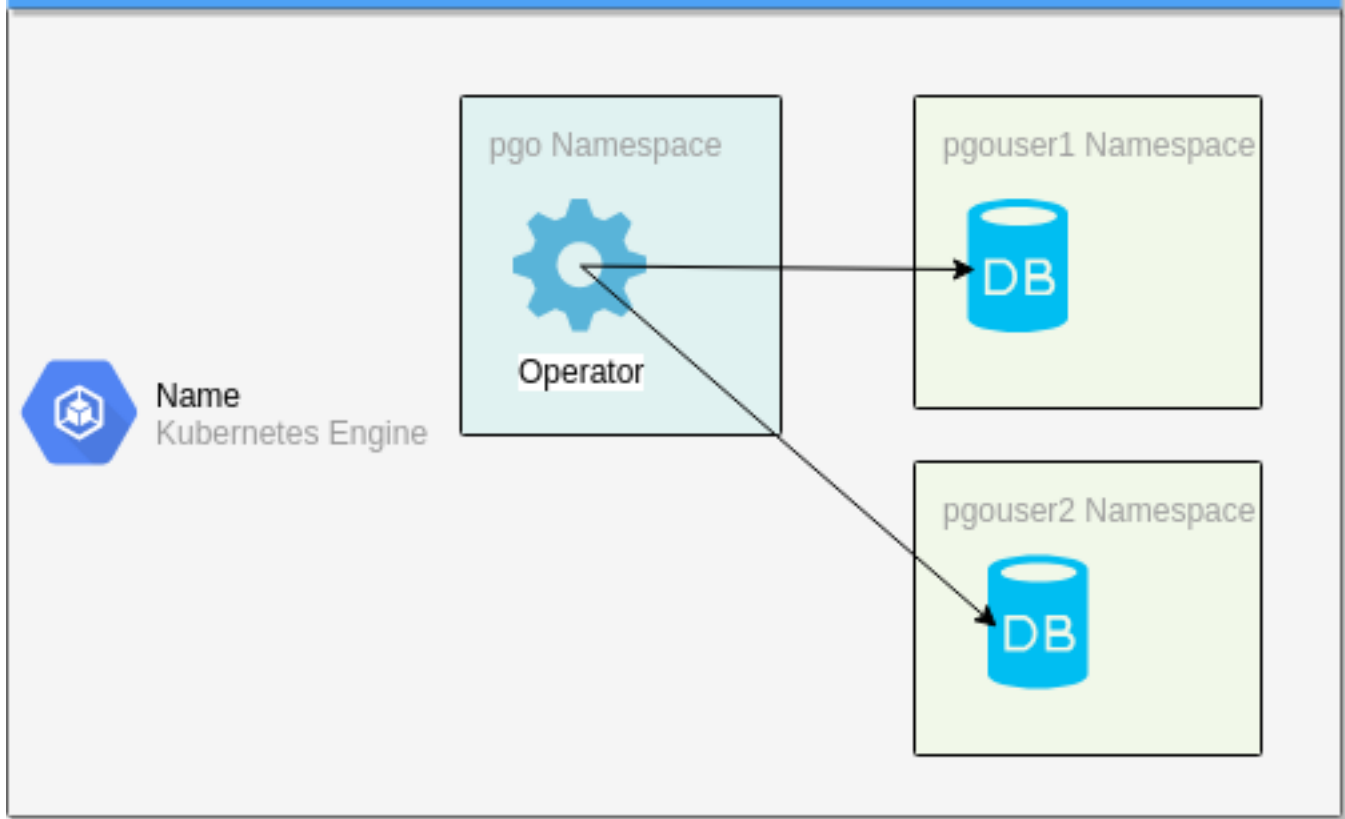 pgo Namespace
pgouser1 Namespace
DB
Operator
Name
Kubernetes Engine
pgouser2 Namespace
DB